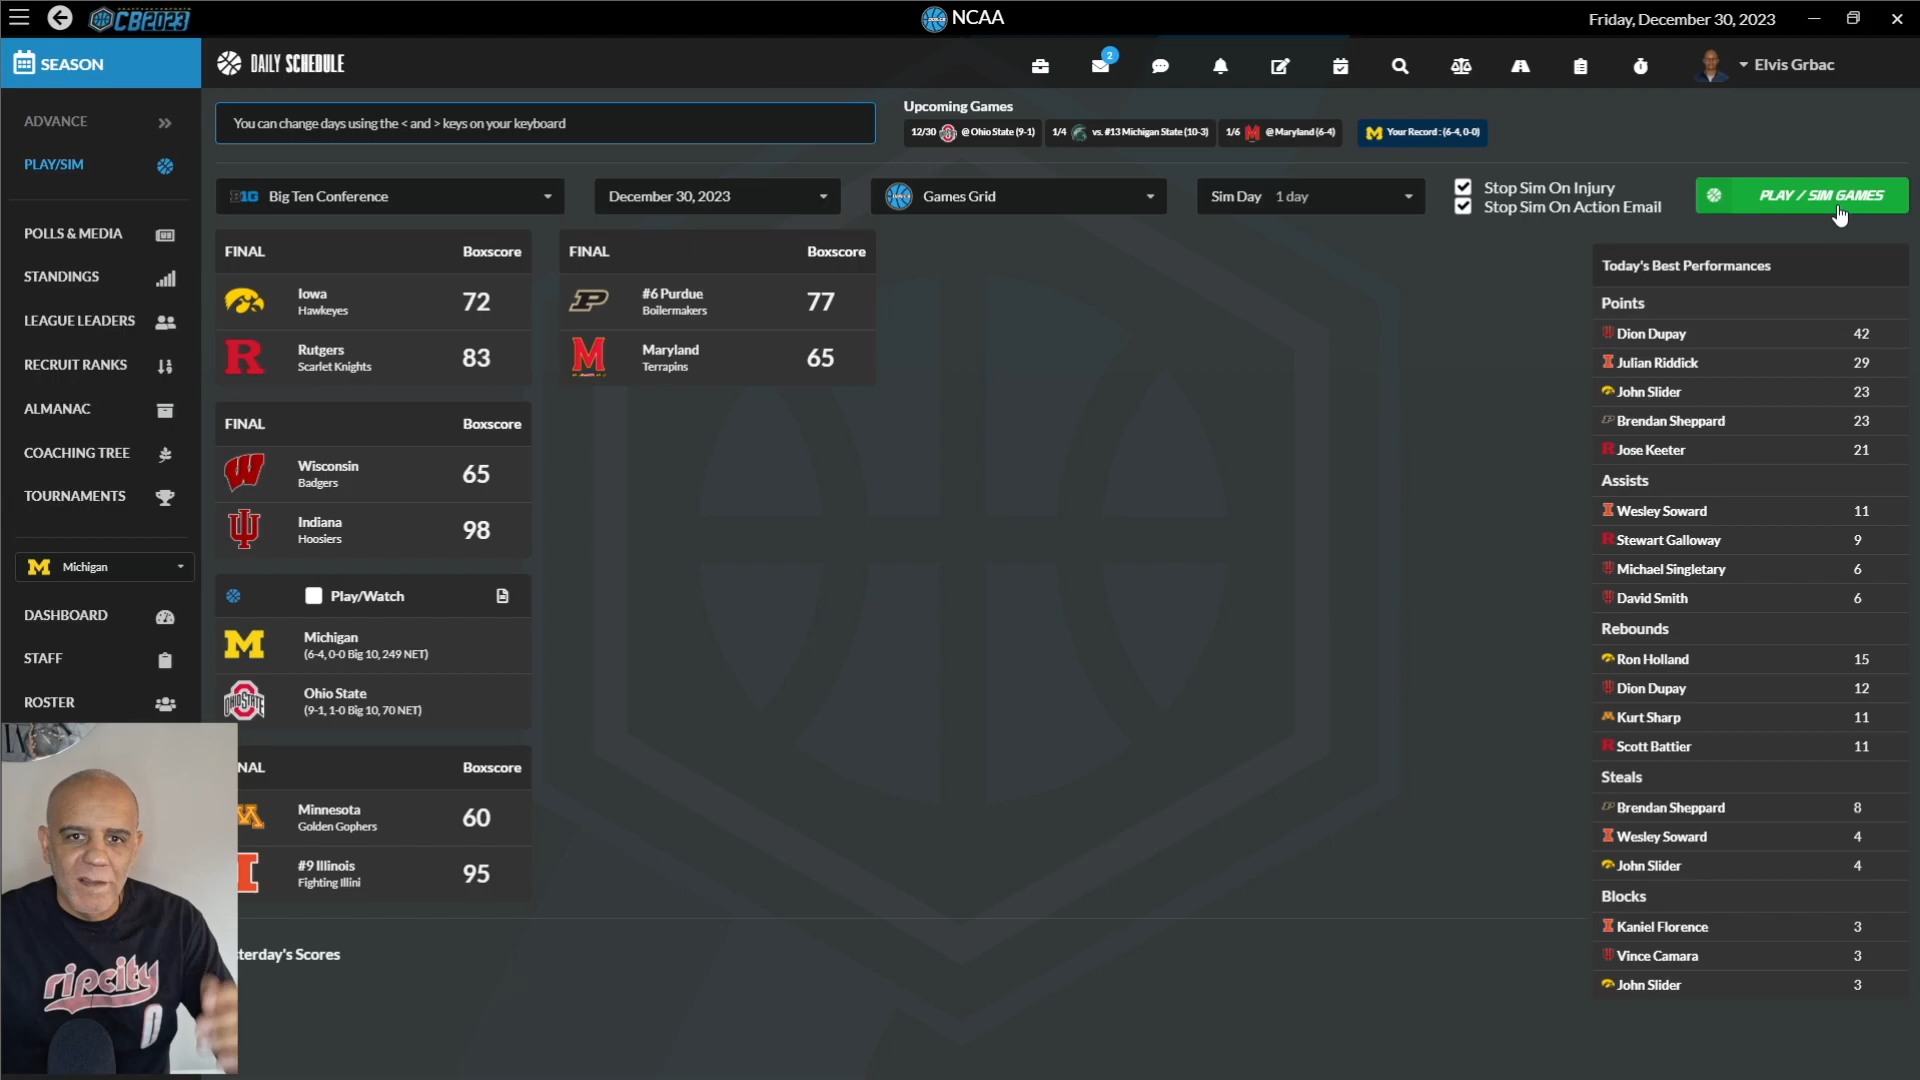 CB2023
NCAA
Friday, December 30, 2023
SEASON
DAILY SCHEDULE
2
Elvis Grbac
ADVANCE
PLAY/SIM
POLLS & MEDIA
STANDINGS
LEAGUE LEADERS
RECRUIT RANKS
ALMANAC
COACHING TREE
TOURNAMENTS
Michigan
DASHBOARD
STAFF
ROSTER
You can change days using the < and > keys on your keyboard
Upcoming Games
12/30 @ Ohio State (9-1)
1/4 vs. #13 Michigan State (10-3)
1/6 @ Maryland (6-4)
Your Record : (6-4, 0-0)
Big Ten Conference
December 30, 2023
Games Grid
Sim Day 1 day
Stop Sim On Injury
Stop Sim On Action Email
PLAY / SIM GAMES
FINAL Boxscore
Iowa 72
Hawkeyes
Rutgers 83
Scarlet Knights
FINAL Boxscore
#6 Purdue 77
Boilermakers
Maryland 65
Terrapins
FINAL Boxscore
Wisconsin 65
Badgers
Indiana 98
Hoosiers
Play/Watch
Michigan
(6-4, 0-0 Big 10, 249 NET)
Ohio State
(9-1, 1-0 Big 10, 70 NET)
NAL Boxscore
Minnesota 60
Golden Gophers
#9 Illinois 95
Fighting Illini
sterday's Scores
Today's Best Performances
Points
Dion Dupay 42
Julian Riddick 29
John Slider 23
Brendan Sheppard 23
Jose Keeter 21
Assists
Wesley Soward 11
Stewart Galloway 9
Michael Singletary 6
David Smith 6
Rebounds
Ron Holland 15
Dion Dupay 12
Kurt Sharp 11
Scott Battier 11
Steals
Brendan Sheppard 8
Wesley Soward 4
John Slider 4
Blocks
Kaniel Florence 3
Vince Camara 3
John Slider 3
ripcity
0